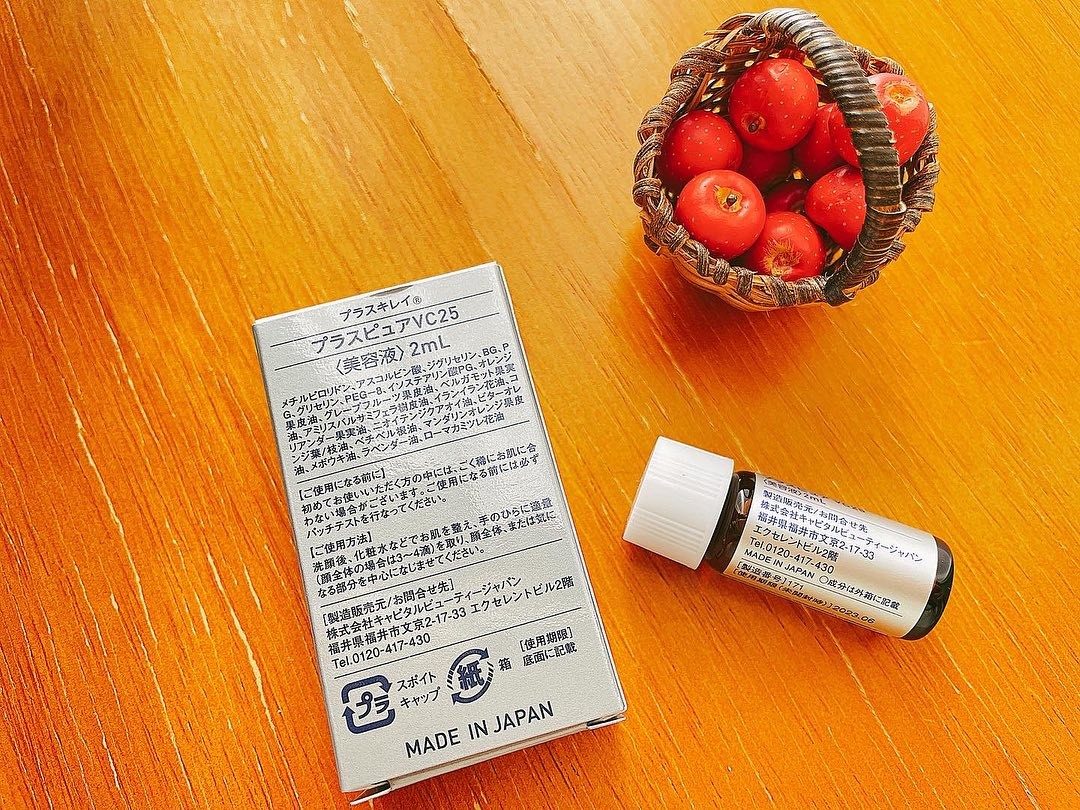 プラスキレイ®
プラスピュアVC25
〈美容液〉2mL
メチルピロリドン、アスコルビン酸、ジグリセリン、BG、P
G、グリセリン、PEG-8、イソステアリン酸PG、オレンジ
果皮油、グレープフルーツ果皮油、ベルガモット果実
油、アミリスバルサミフェラ樹皮油、イランイラン花油、コ
リアンダー果実油、ニオイテンジクアオイ油、ビターオレ
ンジ葉/枝油、ベチベル根油、マンダリンオレンジ果皮
油、メボウキ油、ラベンダー油、ローマカミツレ花油
[ご使用になる前に]
初めてお使いいただく方の中には、ごく稀にお肌に合
わない場合がございます。ご使用になる前には必ず
パッチテストを行なってください。
[ご使用方法]
洗顔後、化粧水などでお肌を整え、手のひらに適量
(顔全体の場合は3〜4滴)を取り、顔全体、または気に
なる部分を中心になじませてください。
[製造販売元/お問合せ先]
株式会社キャピタルビューティージャパン
福井県福井市文京2-17-33 エクセレントビル2階
Tel.0120-417-430
プラ
スポイト
キャップ
紙
箱
[使用期限]
底面に記載
MADE IN JAPAN
〈美容液〉2mL
製造販売元/お問合せ先
株式会社キャピタルビューティージャパン
福井県福井市文京2-17-33
エクセレントビル2階
Tel.0120-417-430
MADE IN JAPAN ○成分は外箱に記載
[製造番号]
[使用期限(未開封時)]2023.06